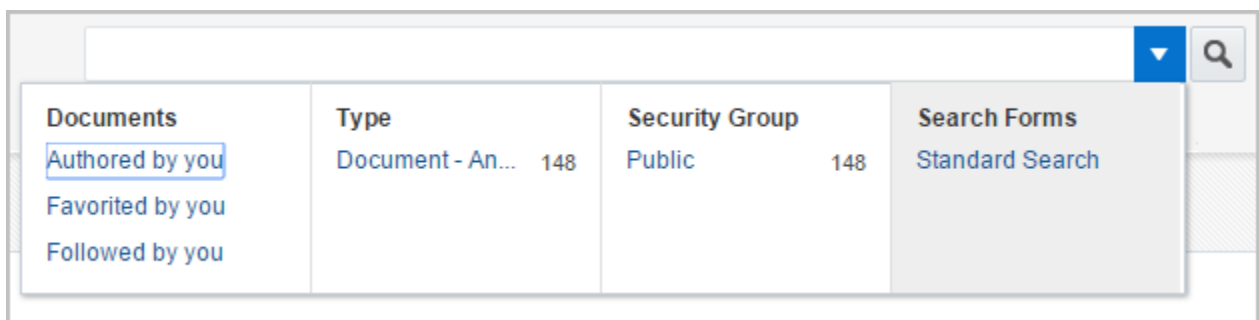 Documents
Authored by you
Favorited by you
Followed by you
Type
Document - An... 148
Security Group
Public 148
Search Forms
Standard Search